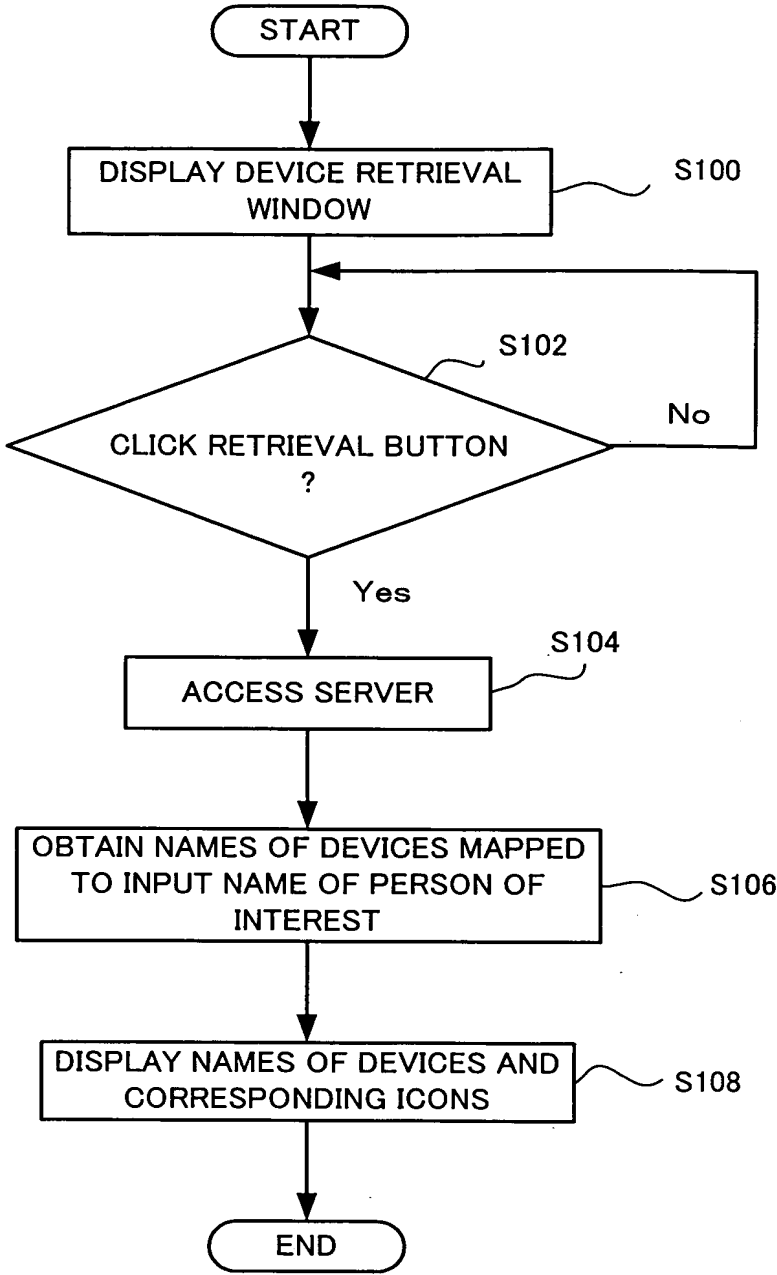 START
DISPLAY DEVICE RETRIEVAL
WINDOW
S100
S102
CLICK RETRIEVAL BUTTON
?
No
Yes
S104
ACCESS SERVER
OBTAIN NAMES OF DEVICES MAPPED
TO INPUT NAME OF PERSON OF
INTEREST
S106
DISPLAY NAMES OF DEVICES AND
CORRESPONDING ICONS
S108
END